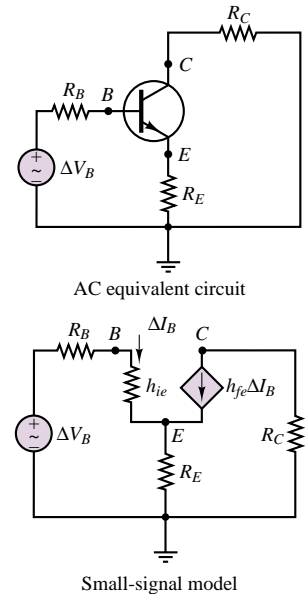 R_C
C
R_B B
+
~
− ΔV_B
E
R_E
AC equivalent circuit
R_B B ΔI_B C
h_ie h_fe ΔI_B
+
~
− ΔV_B
E
R_E R_C
Small-signal model